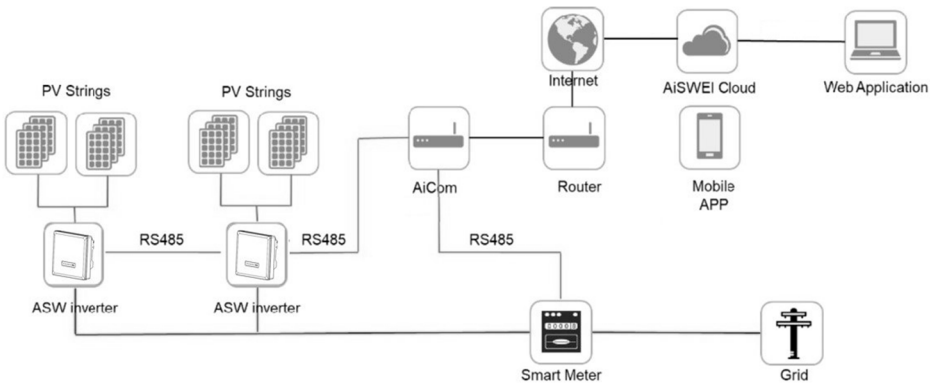 PV Strings
PV Strings
Internet
AiSWEI Cloud
Web Application
AiCom
Router
Mobile
APP
RS485
RS485
RS485
ASW inverter
ASW inverter
Smart Meter
Grid